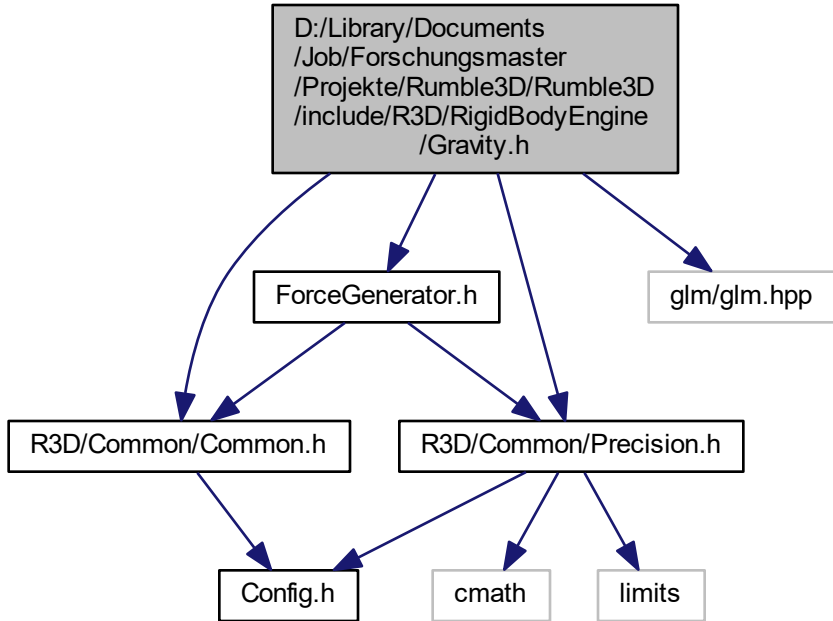 D:/Library/Documents
/Job/Forschungsmaster
/Projekte/Rumble3D/Rumble3D
/include/R3D/RigidBodyEngine
/Gravity.h
ForceGenerator.h
glm/glm.hpp
R3D/Common/Common.h
R3D/Common/Precision.h
Config.h
cmath
limits